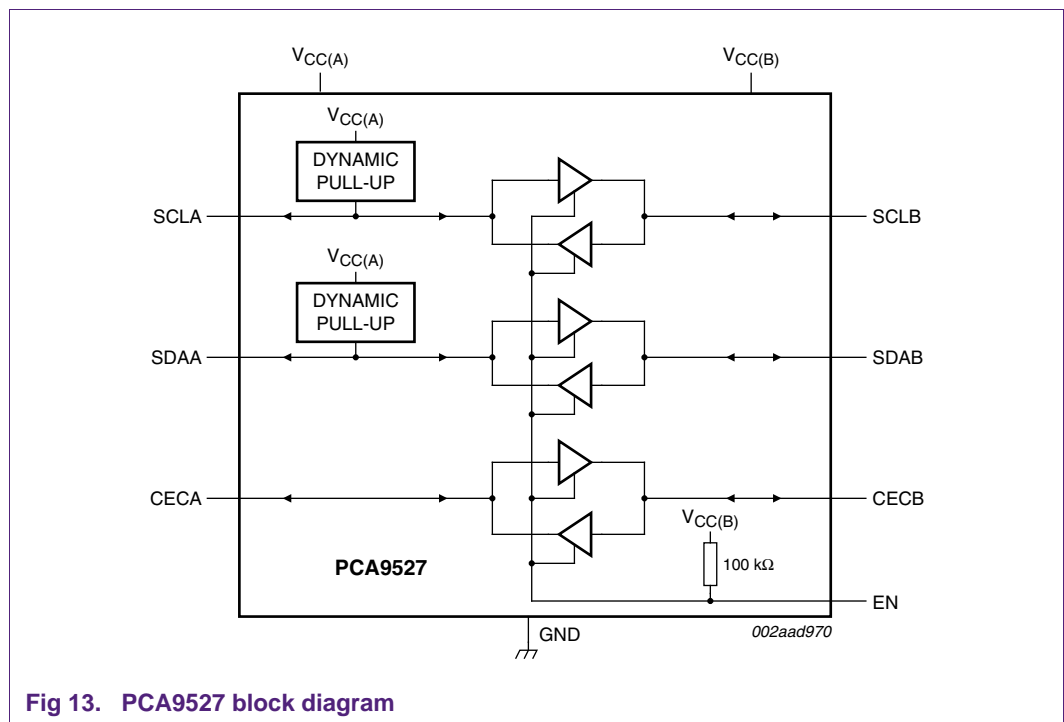 VCC(A)
VCC(B)
VCC(A)
DYNAMIC
PULL-UP
SCLA
SCLB
VCC(A)
DYNAMIC
PULL-UP
SDAA
SDAB
CECA
CECB
VCC(B)
100 kΩ
PCA9527
EN
GND
002aad970
Fig 13. PCA9527 block diagram